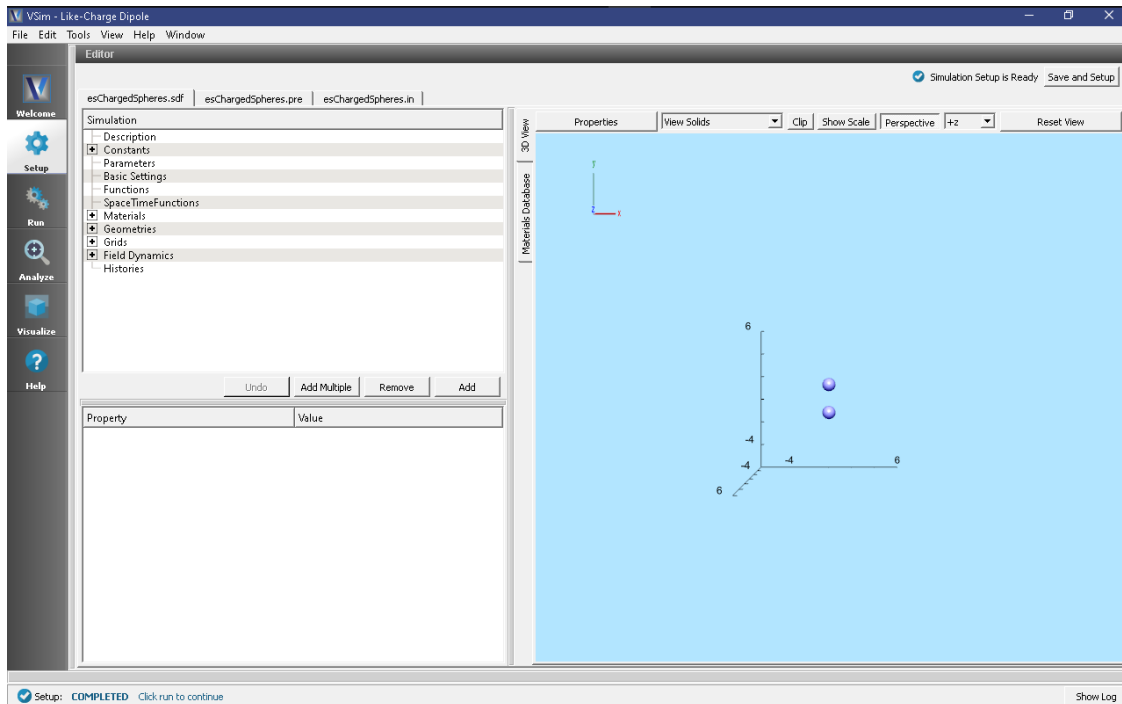 VSim - Like-Charge Dipole
File Edit Tools View Help Window
Editor
Simulation Setup is Ready Save and Setup
Welcome
Setup
Run
Analyze
Visualize
Help
esChargedSpheres.sdf esChargedSpheres.pre esChargedSpheres.in
Simulation
Description
Constants
Parameters
Basic Settings
Functions
SpaceTimeFunctions
Materials
Geometries
Grids
Field Dynamics
Histories
Undo Add Multiple Remove Add
Property Value
3D View
Materials Database
Properties View Solids Clip Show Scale Perspective +z Reset View
y
z x
6
-4
-4 -4 6
6
Setup: COMPLETED Click run to continue Show Log